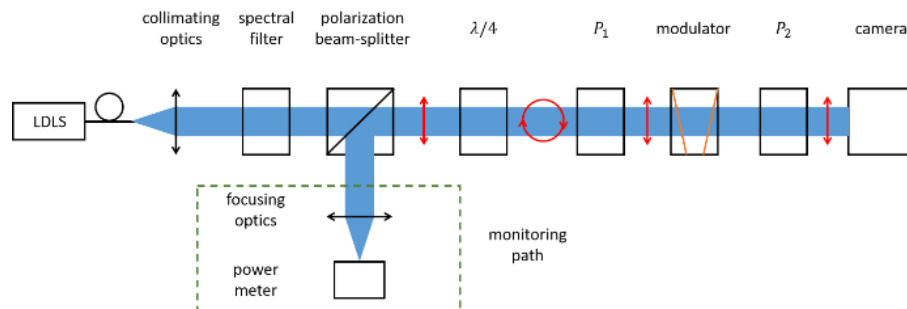 collimating
optics
spectral
filter
polarization
beam-splitter
λ/4
P₁
modulator
P₂
camera
LDLS
focusing
optics
power
meter
monitoring
path